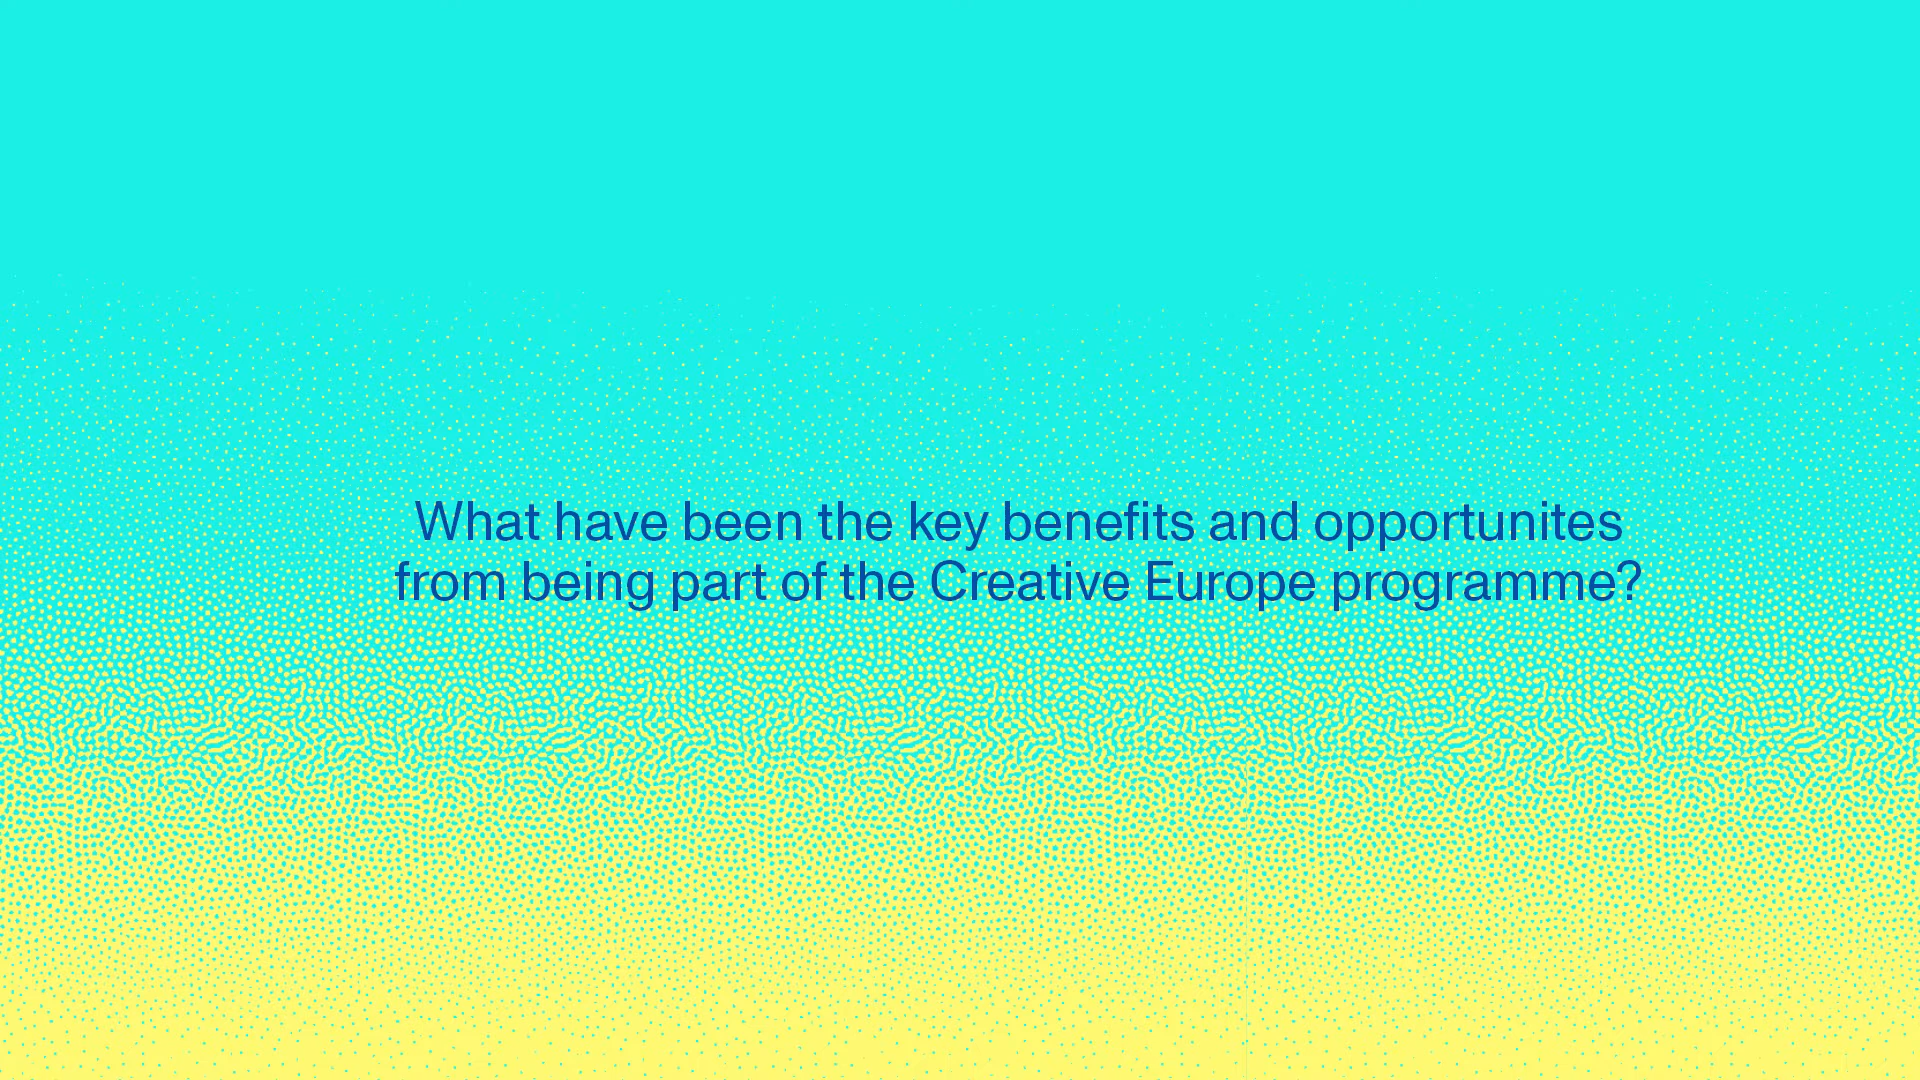 What have been the key benefits and opportunites
from being part of the Creative Europe programme?